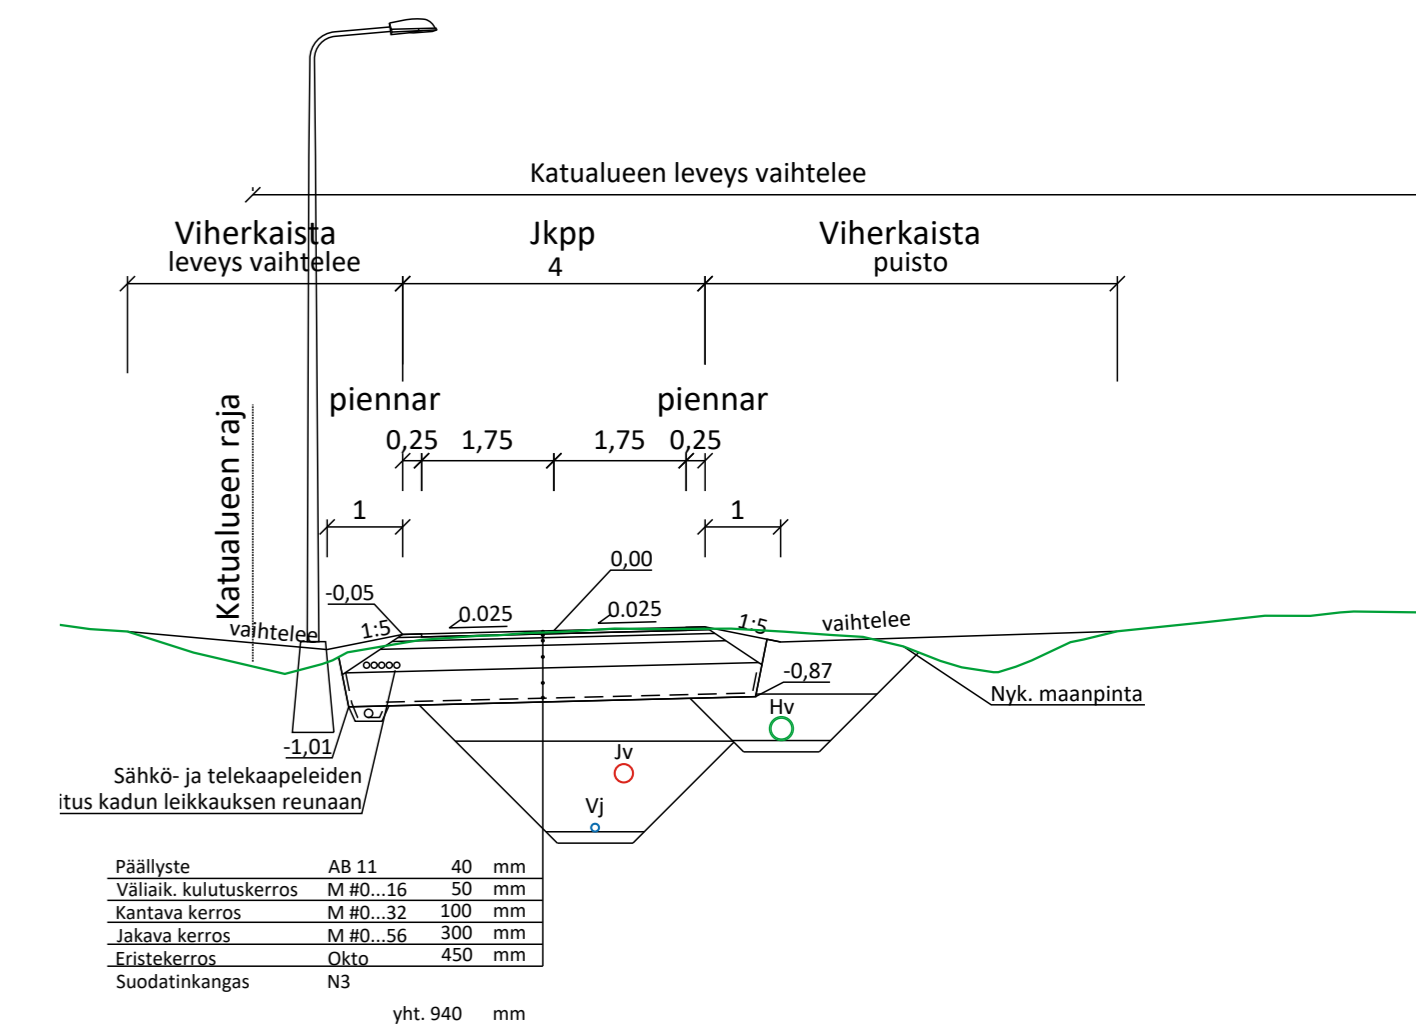 Katualueen leveys vaihtelee
Viherkaista
leveys vaihtelee
Jkpp
4
Viherkaista
puisto
Katualueen raja
piennar
piennar
0,25 1,75 1,75 0,25
1 1
0,00
-0,05
0.025 0.025
vaihtelee 1:5 1:5 vaihtelee
-0,87
Nyk. maanpinta
Hv
-1,01
Jv
Vj
Sähkö- ja telekaapeleiden
itus kadun leikkauksen reunaan
Päällyste AB 11 40 mm
Väliaik. kulutuskerros M #0...16 50 mm
Kantava kerros M #0...32 100 mm
Jakava kerros M #0...56 300 mm
Eristekerros Okto 450 mm
Suodatinkangas N3
yht. 940 mm